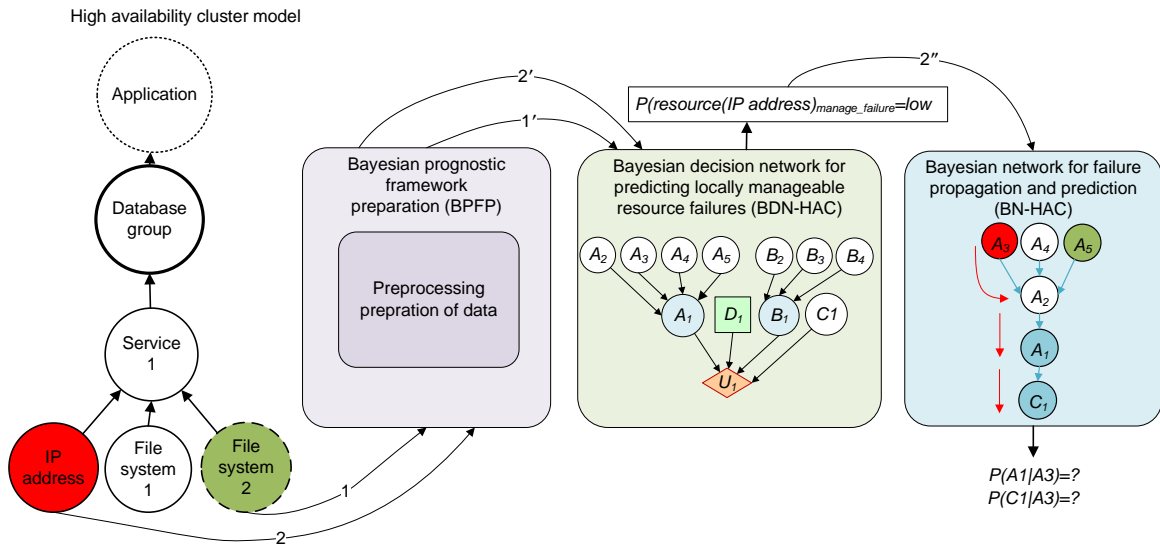 High availability cluster model
Application
Database
group
Service
1
IP
address
File
system
1
File
system
2
1
2
2′
1′
2″
Bayesian prognostic
framework
preparation (BPFP)
Preprocessing
prepration of data
P(resource(IP address)manage_failure=low
Bayesian decision network for
predicting locally manageable
resource failures (BDN-HAC)
A2
A3
A4
A5
B2
B3
B4
A1
D1
B1
C1
U1
Bayesian network for failure
propagation and prediction
(BN-HAC)
A3
A4
A5
A2
A1
C1
P(A1|A3)=?
P(C1|A3)=?